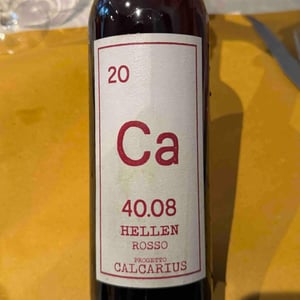 20
Ca
40.08
HELLEN
ROSSO
PROGETTO
CALCARIUS